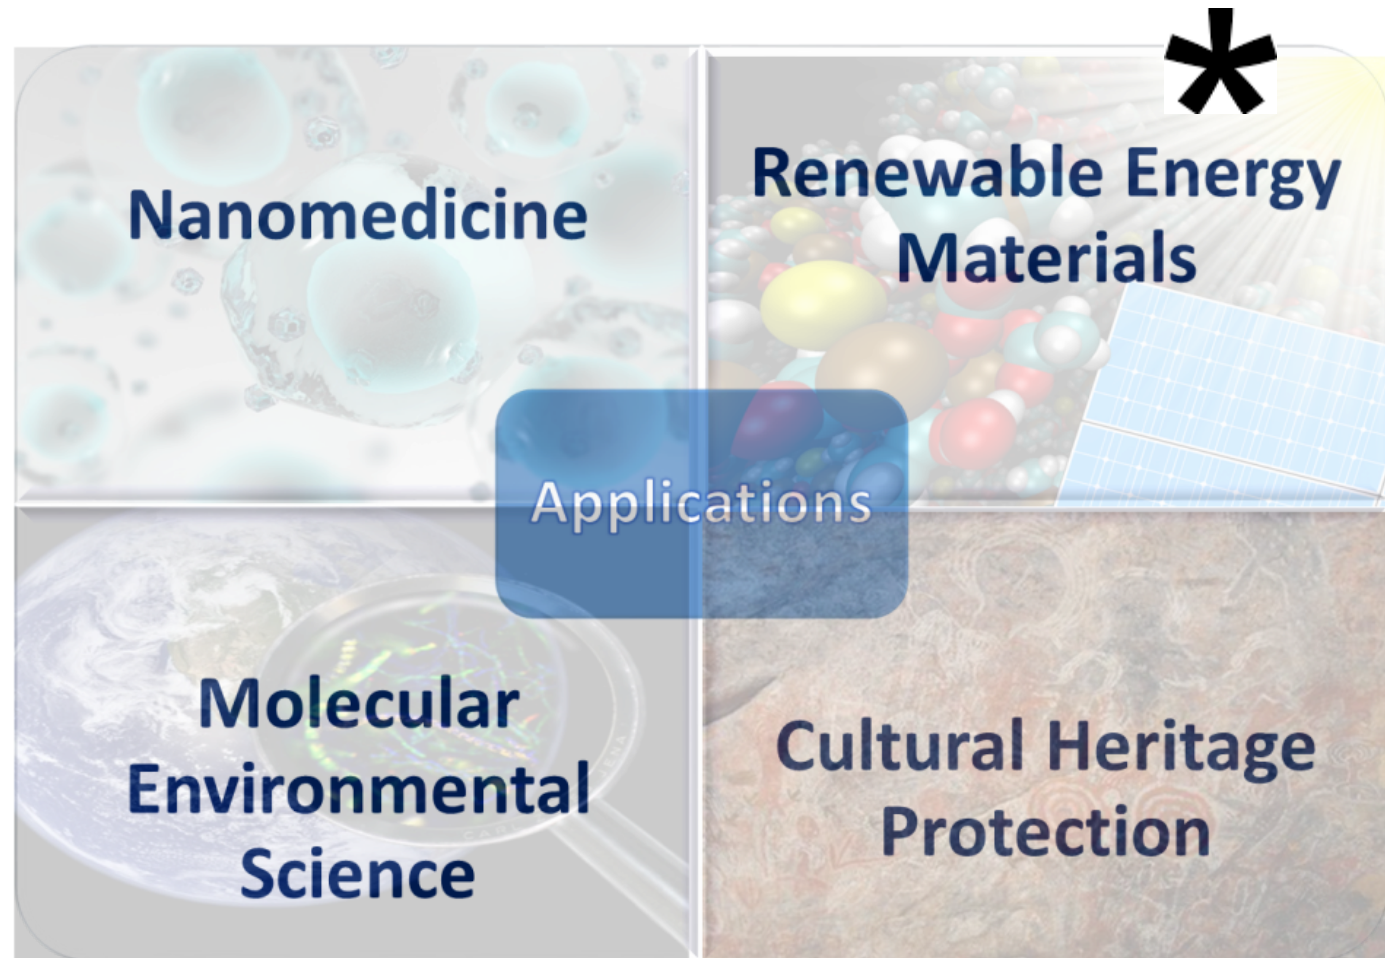 *
Nanomedicine
Renewable Energy
Materials
Applications
Molecular
Environmental
Science
Cultural Heritage
Protection